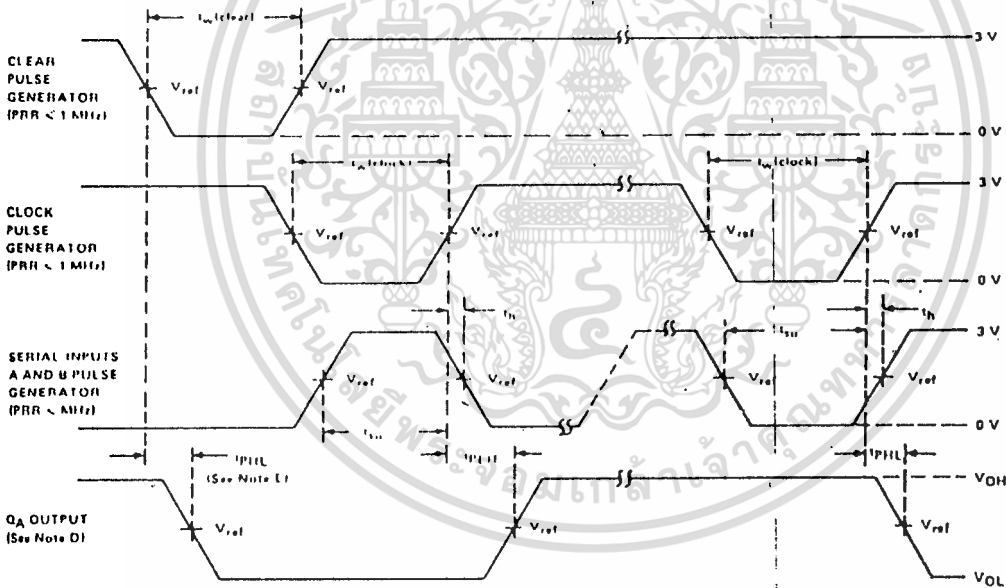 tw(clear)
3 V
CLEAR
PULSE
GENERATOR
(PRR < 1 MHz)
Vref
Vref
0 V
tw(clock)
tw(clock)
3 V
CLOCK
PULSE
GENERATOR
(PRR < 1 MHz)
Vref
Vref
Vref
Vref
0 V
th
th
3 V
SERIAL INPUTS
A AND B PULSE
GENERATOR
(PRR < MHz)
Vref
Vref
Vref
Vref
tsu
tsu
0 V
tPHL
(See Note E)
tPHL
VOH
QA OUTPUT
(See Note D)
Vref
Vref
Vref
VOL